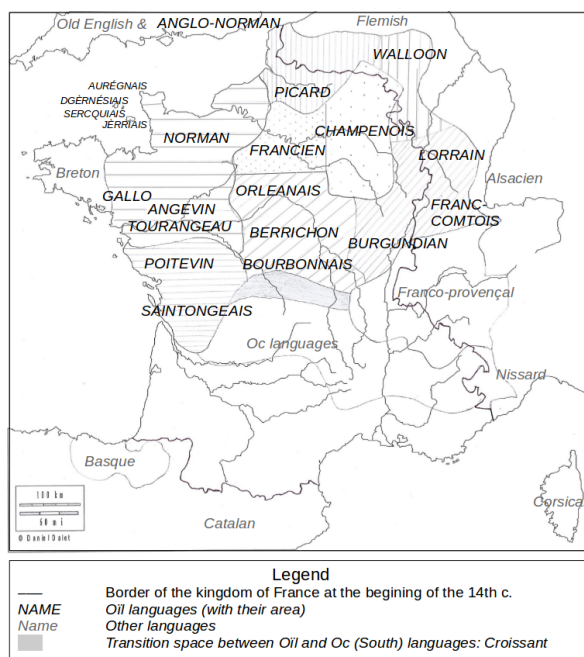 Old English & ANGLO-NORMAN
Flemish
WALLOON
AURÉGNAIS
PICARD
DGÈRNÉSIAIS
SERCQUIAIS
JÈRRIAIS
CHAMPENOIS
NORMAN
FRANCIEN
LORRAIN
Breton
Alsacien
ORLEANAIS
GALLO
FRANC-
COMTOIS
ANGEVIN
TOURANGEAU
BERRICHON
BURGUNDIAN
POITEVIN
BOURBONNAIS
Franco-provençal
SAINTONGEAIS
Oc languages
Nissard
Basque
100 km
60 mi
Corsica
Catalan
© Daniel Dalet
Legend
Border of the kingdom of France at the begining of the 14th c.
NAME Oïl languages (with their area)
Name Other languages
Transition space between Oïl and Oc (South) languages: Croissant